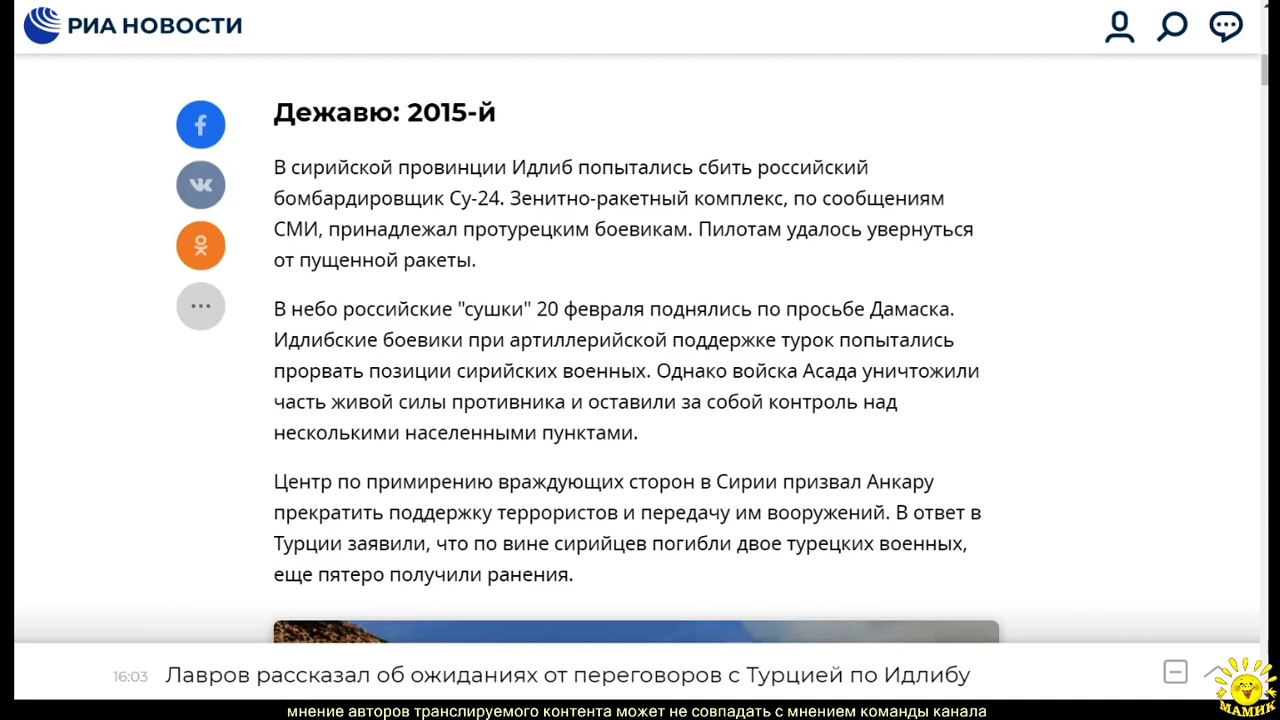 РИА НОВОСТИ
Дежавю: 2015-й
В сирийской провинции Идлиб попытались сбить российский
бомбардировщик Су-24. Зенитно-ракетный комплекс, по сообщениям
СМИ, принадлежал протурецким боевикам. Пилотам удалось увернуться
от пущенной ракеты.
В небо российские "сушки" 20 февраля поднялись по просьбе Дамаска.
Идлибские боевики при артиллерийской поддержке турок попытались
прорвать позиции сирийских военных. Однако войска Асада уничтожили
часть живой силы противника и оставили за собой контроль над
несколькими населенными пунктами.
Центр по примирению враждующих сторон в Сирии призвал Анкару
прекратить поддержку террористов и передачу им вооружений. В ответ в
Турции заявили, что по вине сирийцев погибли двое турецких военных,
еще пятеро получили ранения.
16:03 Лавров рассказал об ожиданиях от переговоров с Турцией по Идлибу
МАМИК
мнение авторов транслируемого контента может не совпадать с мнением команды канала